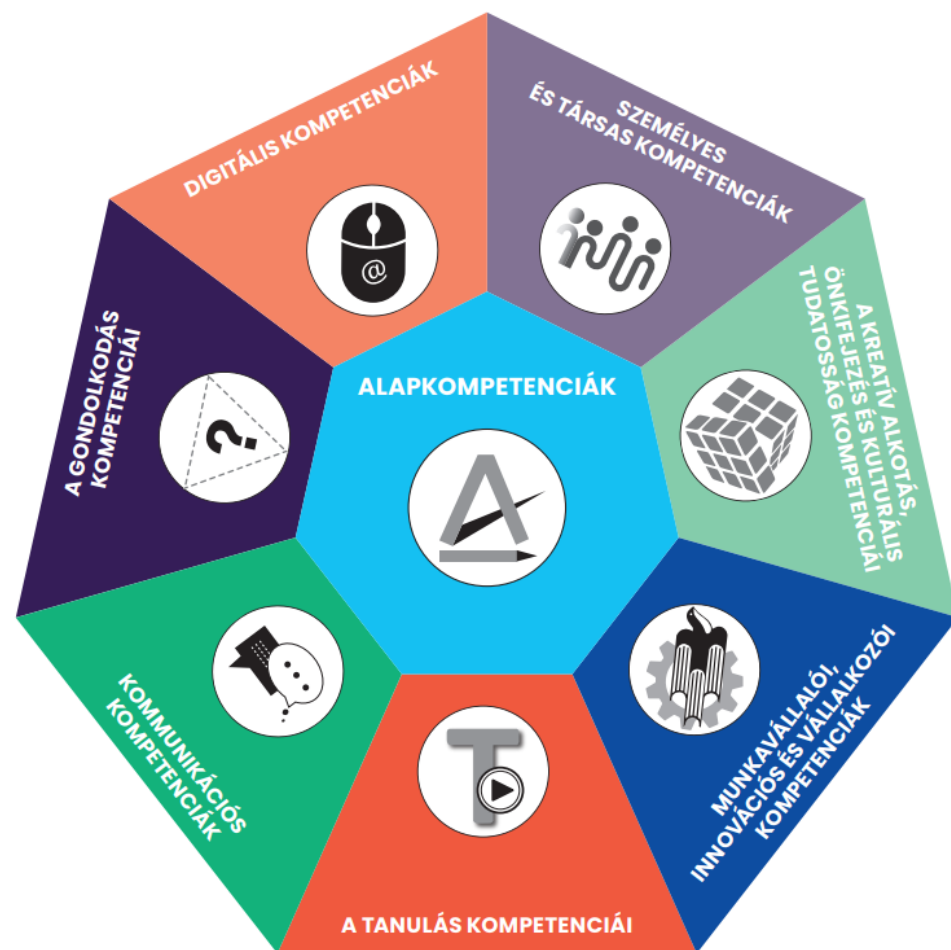 DIGITÁLIS KOMPETENCIÁK
SZEMÉLYES
ÉS TÁRSAS KOMPETENCIÁK
A KREATÍV ALKOTÁS,
ÖNKIFEJEZÉS ÉS KULTURÁLIS
TUDATOSSÁG KOMPETENCIÁI
MUNKAVÁLLALÓI,
INNOVÁCIÓS ÉS VÁLLALKOZÓI
KOMPETENCIÁK
A TANULÁS KOMPETENCIÁI
KOMMUNIKÁCIÓS
KOMPETENCIÁK
A GONDOLKODÁS
KOMPETENCIÁI
ALAPKOMPETENCIÁK
@
?
A
T